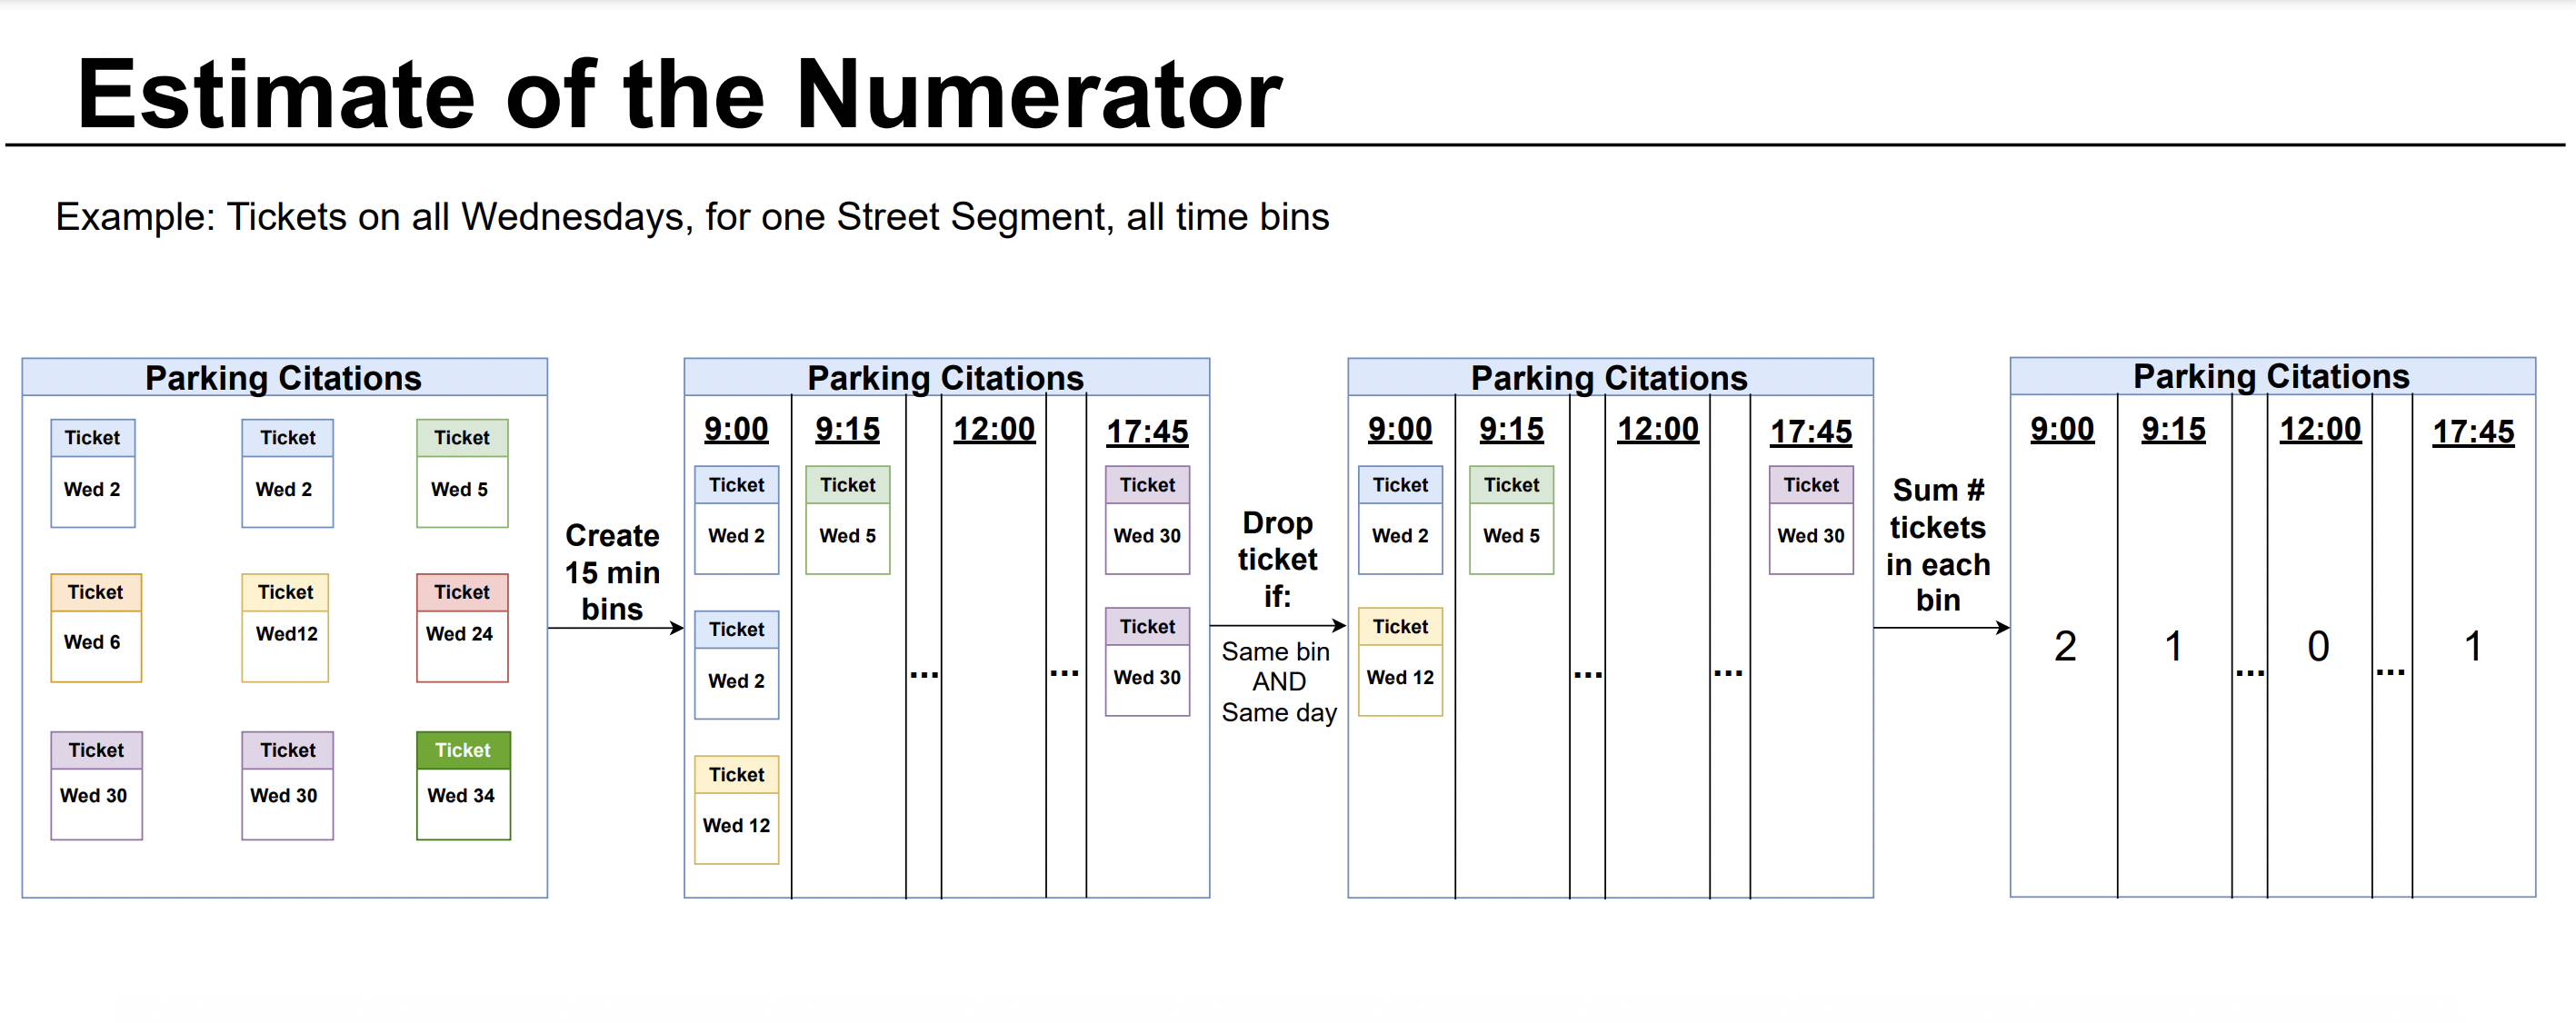 Estimate of the Numerator
Example: Tickets on all Wednesdays, for one Street Segment, all time bins
Parking Citations
Ticket
Wed 2
Ticket
Wed 2
Ticket
Wed 5
Ticket
Wed 6
Ticket
Wed12
Ticket
Wed 24
Ticket
Wed 30
Ticket
Wed 30
Ticket
Wed 34
Create
15 min
bins
Parking Citations
9:00
Ticket
Wed 2
Ticket
Wed 2
Ticket
Wed 12
9:15
Ticket
Wed 5
...
12:00
...
17:45
Ticket
Wed 30
Ticket
Wed 30
Drop
ticket
if:
Same bin
AND
Same day
Parking Citations
9:00
Ticket
Wed 2
Ticket
Wed 12
9:15
Ticket
Wed 5
...
12:00
...
17:45
Ticket
Wed 30
Sum #
tickets
in each
bin
Parking Citations
9:00
2
9:15
1
...
12:00
0
...
17:45
1